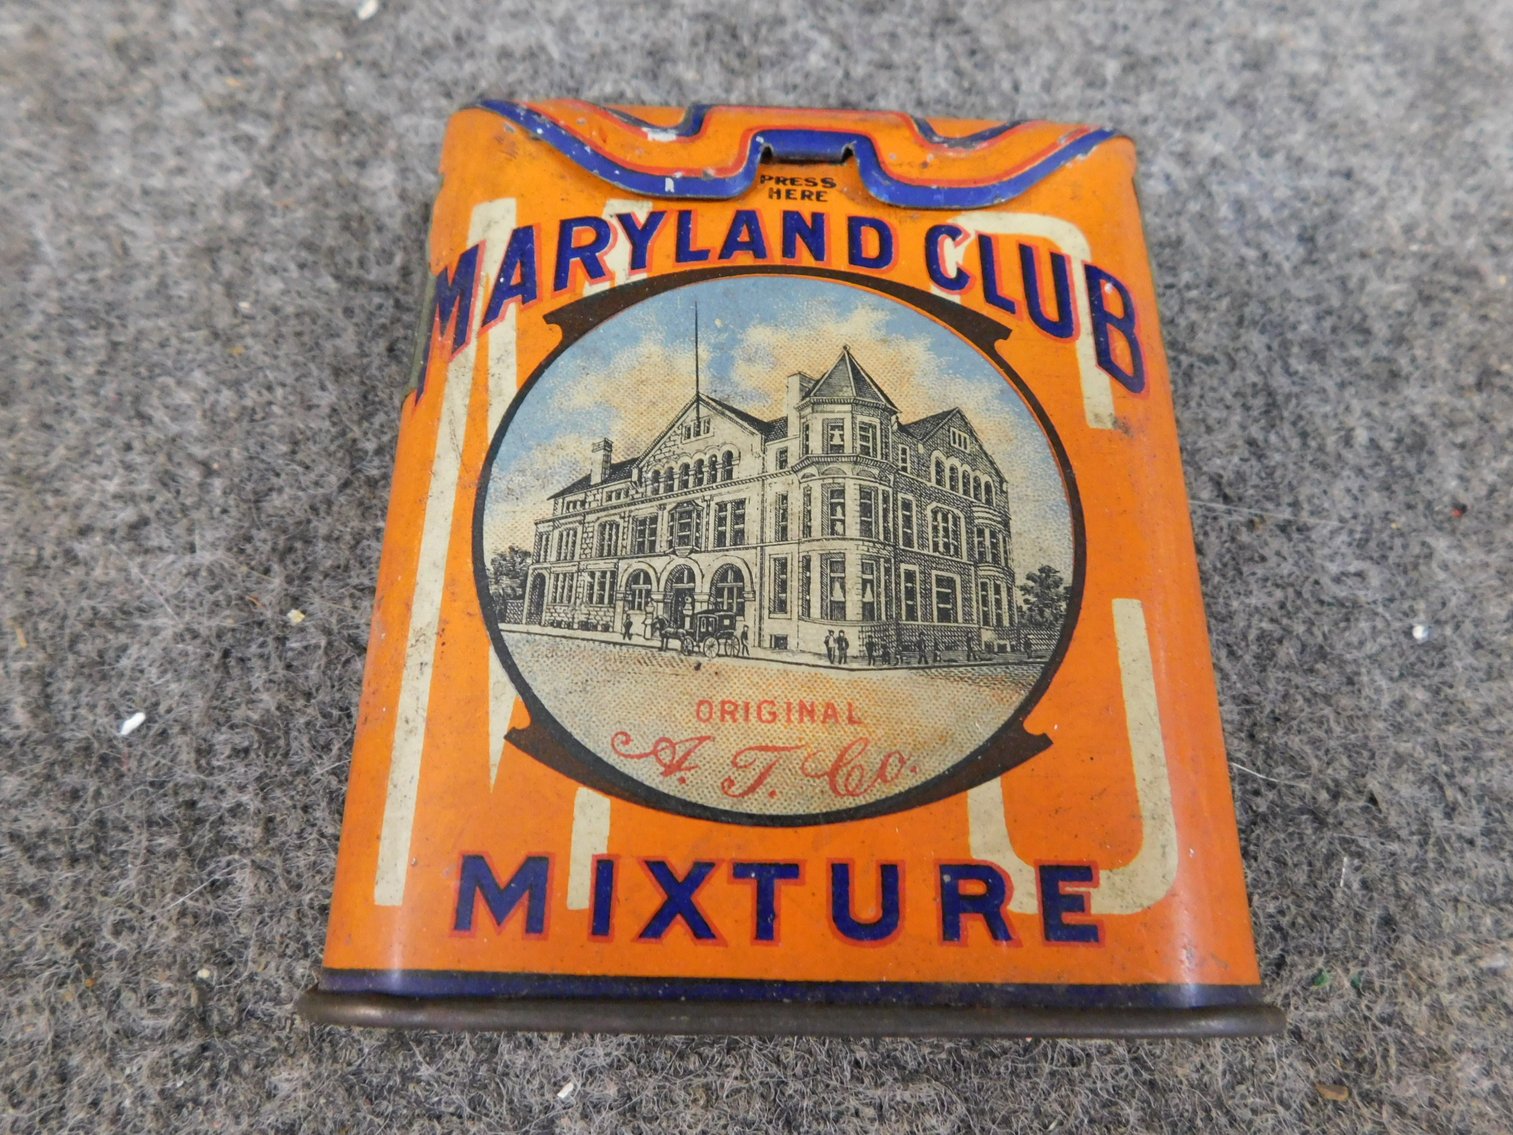 PRESS
HERE
MARYLAND CLUB
M C
ORIGINAL
A. T. Co.
MIXTURE